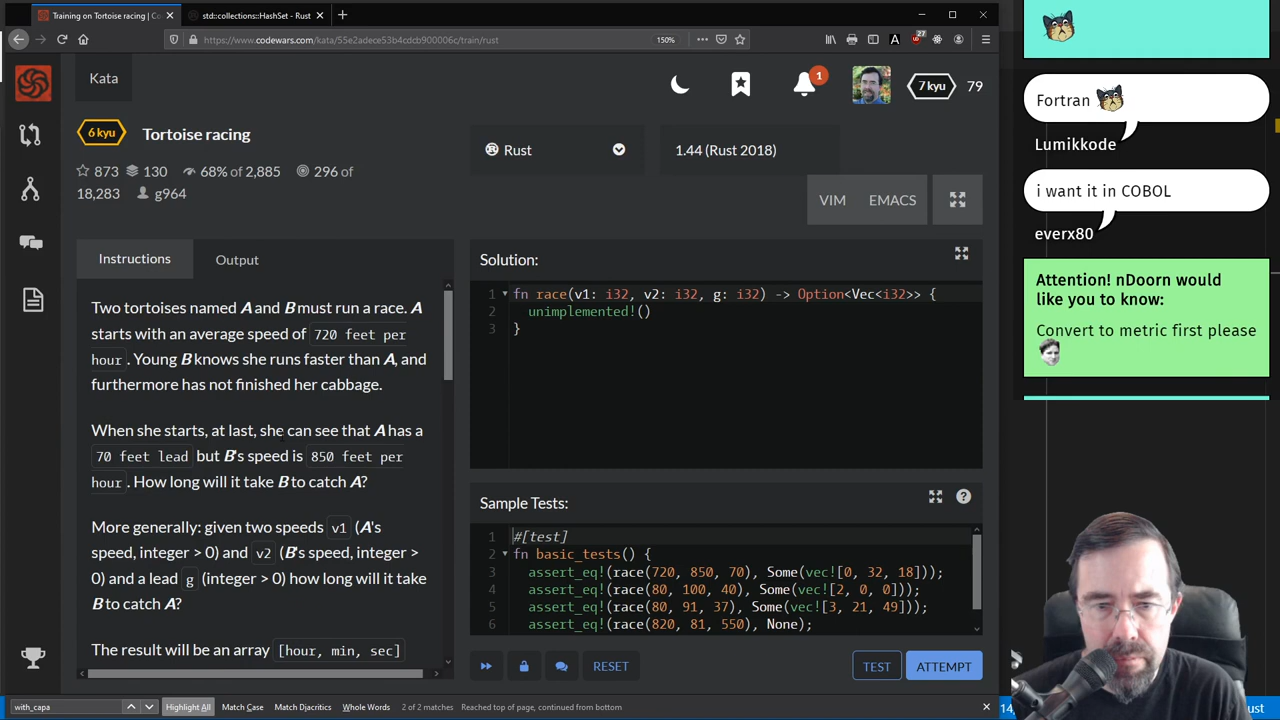 Training on Tortoise racing | Co
std::collections::HashSet - Rust
https://www.codewars.com/kata/55e2adece53b4cdcb900006c/train/rust
150%
27
Kata
1
7 kyu
79
6 kyu
Tortoise racing
873 130 68% of 2,885 296 of
18,283 g964
Rust
1.44 (Rust 2018)
VIM
EMACS
Instructions
Output
Two tortoises named A and B must run a race. A
starts with an average speed of 720 feet per
hour. Young B knows she runs faster than A, and
furthermore has not finished her cabbage.
When she starts, at last, she can see that A has a
70 feet lead but B's speed is 850 feet per
hour. How long will it take B to catch A?
More generally: given two speeds v1 (A's
speed, integer > 0) and v2 (B's speed, integer >
0) and a lead g (integer > 0) how long will it take
B to catch A?
The result will be an array [hour, min, sec]
Solution:
1 fn race(v1: i32, v2: i32, g: i32) -> Option<Vec<i32>> {
2 unimplemented!()
3 }
Sample Tests:
1 #[test]
2 fn basic_tests() {
3 assert_eq!(race(720, 850, 70), Some(vec![0, 32, 18]));
4 assert_eq!(race(80, 100, 40), Some(vec![2, 0, 0]));
5 assert_eq!(race(80, 91, 37), Some(vec![3, 21, 49]));
6 assert_eq!(race(820, 81, 550), None);
RESET
TEST
ATTEMPT
with_capa
Highlight All
Match Case
Match Diacritics
Whole Words
2 of 2 matches
Reached top of page, continued from bottom
Fortran
Lumikkode
i want it in COBOL
everx80
Attention! nDoorn would
like you to know:
Convert to metric first please
14,
ust